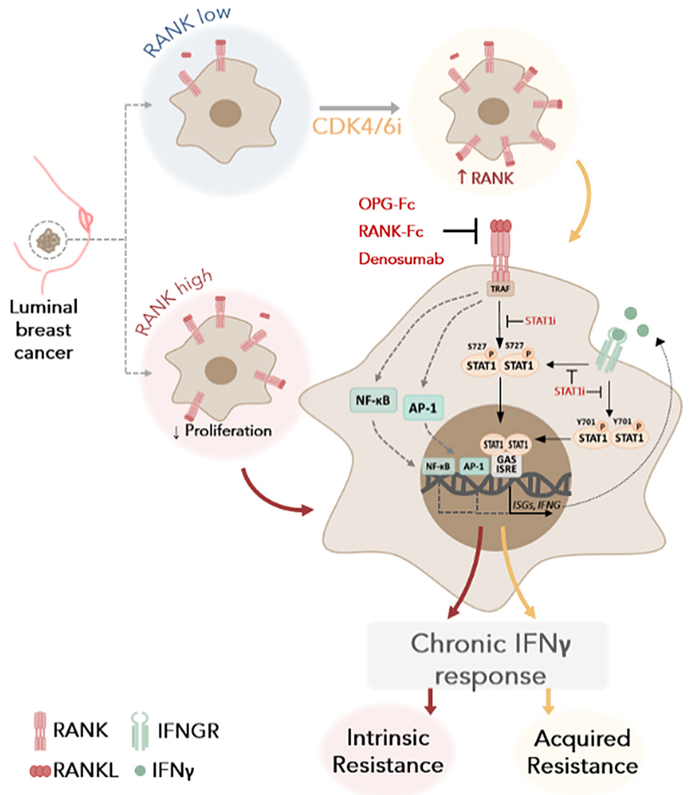 RANK low
CDK4/6i
↑ RANK
OPG-Fc
RANK-Fc
Denosumab
Luminal
breast
cancer
RANK high
↓ Proliferation
TRAF
STAT1i
S727 S727
P P
STAT1 STAT1
STAT1i
NF-κB
AP-1
Y701 Y701
P P
STAT1 STAT1
STAT1 STAT1
NF-κB AP-1 GAS
ISRE
ISGs, IFNG
Chronic IFNγ
response
RANK IFNGR
RANKL IFNγ
Intrinsic
Resistance
Acquired
Resistance